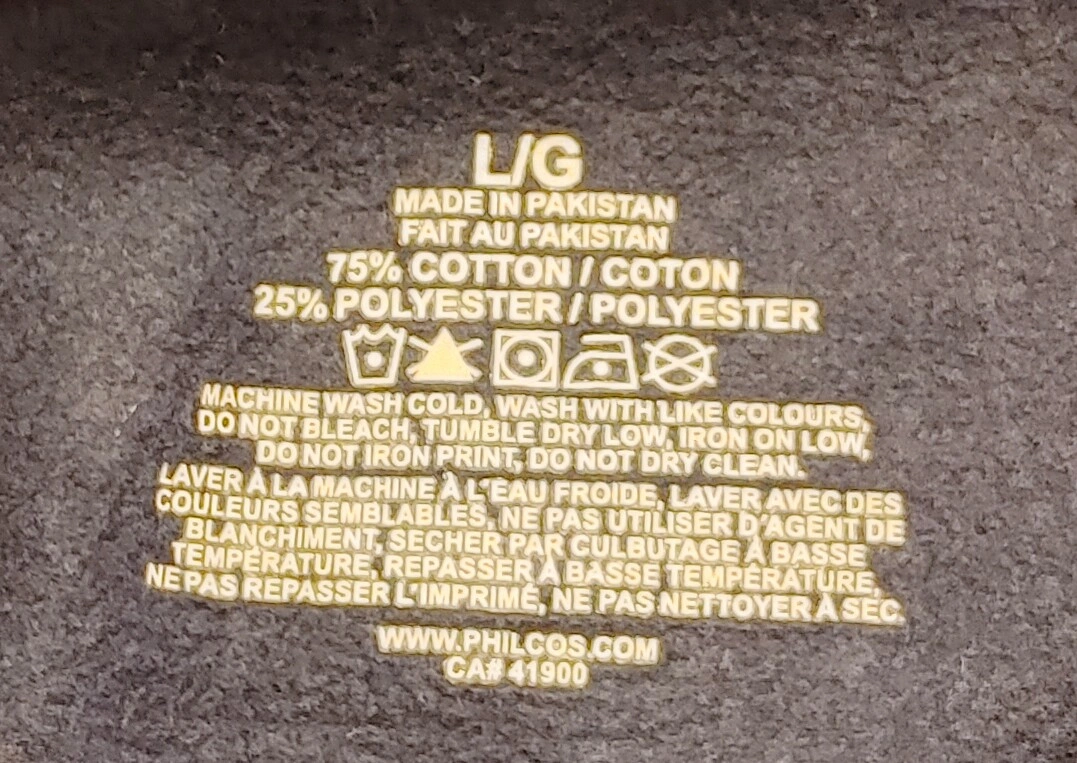 L/G
MADE IN PAKISTAN
FAIT AU PAKISTAN
75% COTTON / COTON
25% POLYESTER / POLYESTER
MACHINE WASH COLD, WASH WITH LIKE COLOURS,
DO NOT BLEACH, TUMBLE DRY LOW, IRON ON LOW,
DO NOT IRON PRINT, DO NOT DRY CLEAN.
LAVER À LA MACHINE À L'EAU FROIDE, LAVER AVEC DES
COULEURS SEMBLABLES, NE PAS UTILISER D'AGENT DE
BLANCHIMENT, SÉCHER PAR CULBUTAGE À BASSE
TEMPÉRATURE, REPASSER À BASSE TEMPÉRATURE,
NE PAS REPASSER L'IMPRIMÉ, NE PAS NETTOYER À SEC.
WWW.PHILCOS.COM
CA# 41900